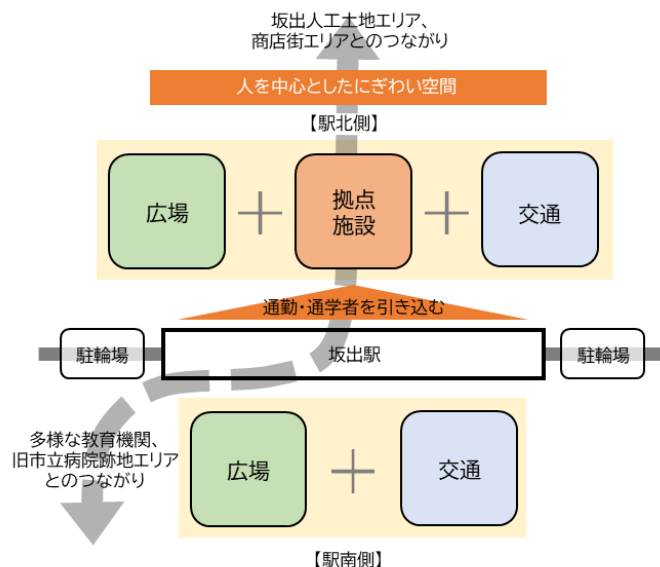 坂出人工土地エリア、
商店街エリアとのつながり
人を中心としたにぎわい空間
【駅北側】
広場
拠点
施設
交通
通勤・通学者を引き込む
駐輪場
坂出駅
駐輪場
多様な教育機関、
旧市立病院跡地エリア
とのつながり
広場
交通
【駅南側】